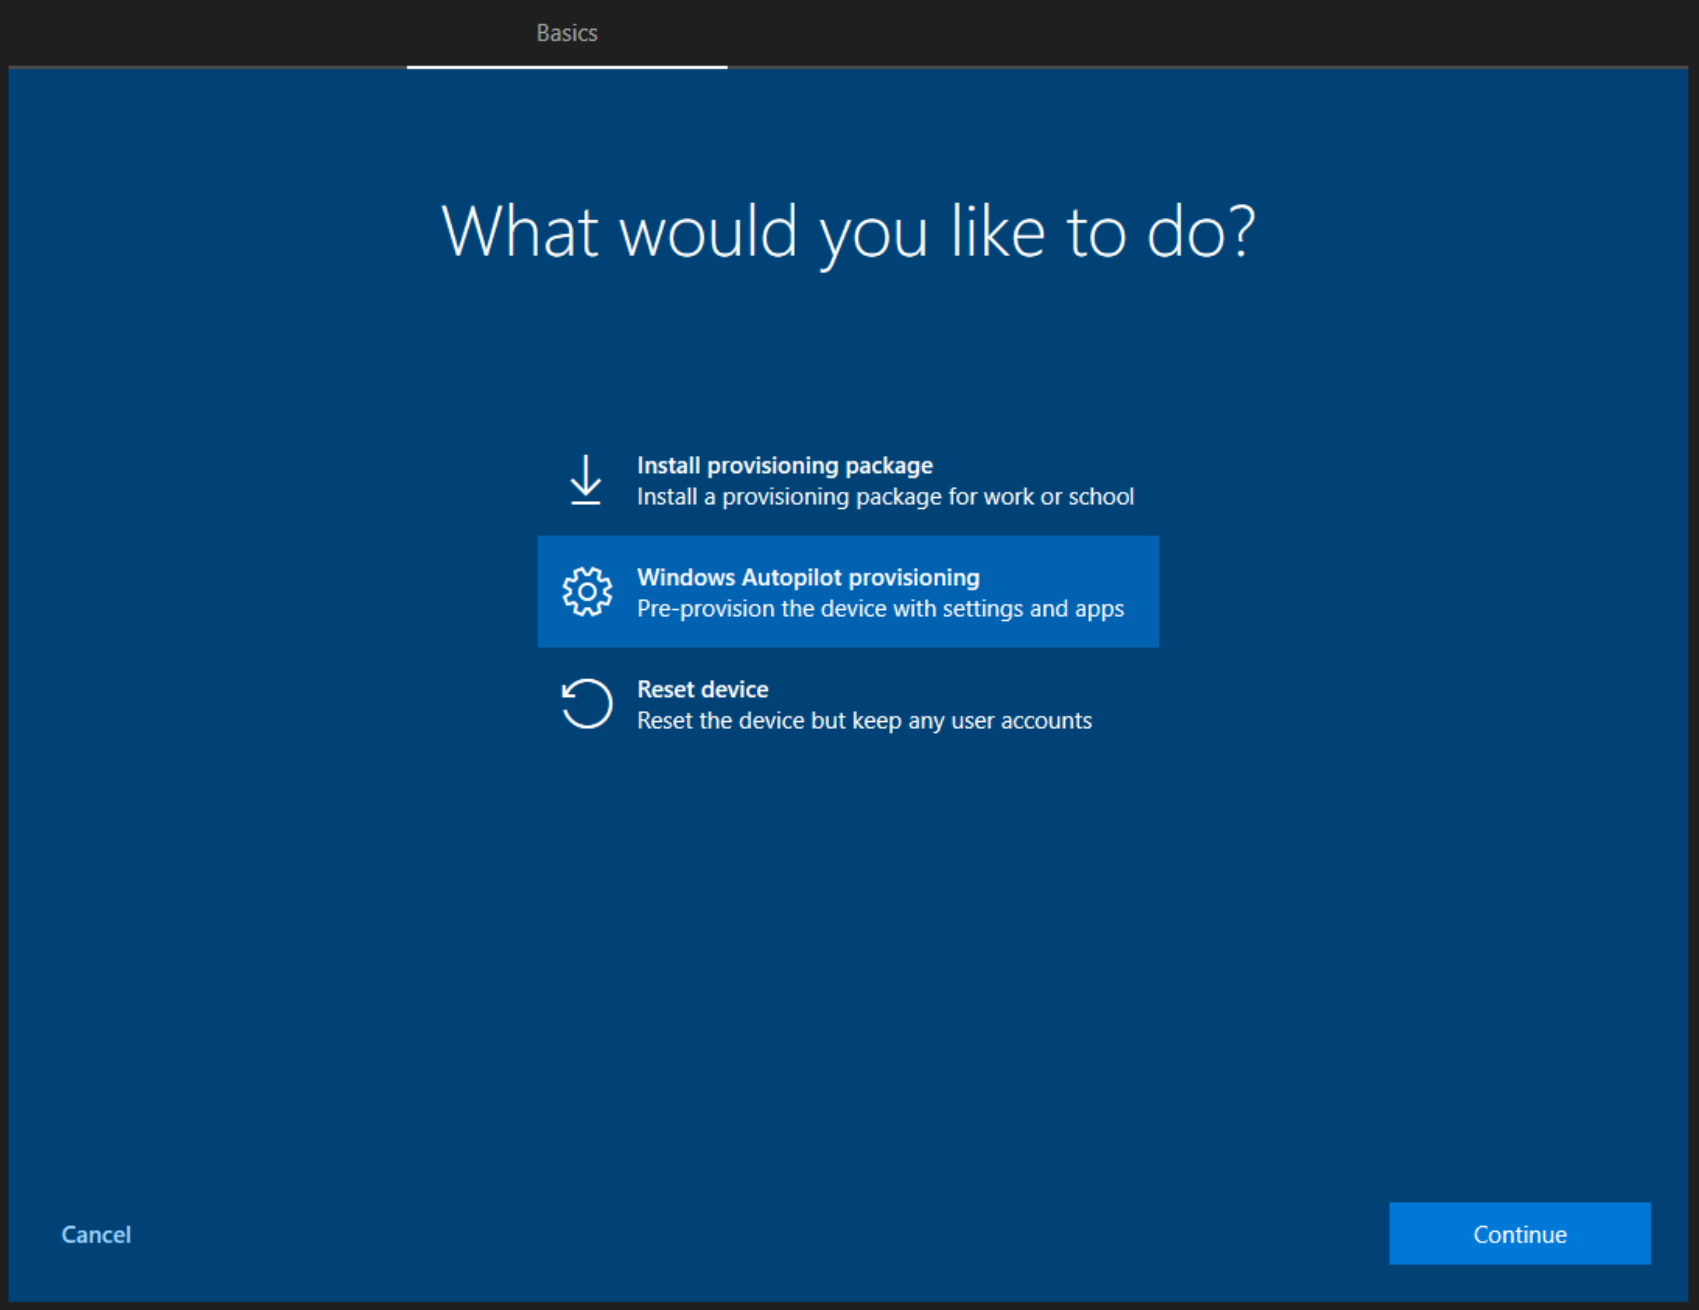 Basics
What would you like to do?
Install provisioning package
Install a provisioning package for work or school
Windows Autopilot provisioning
Pre-provision the device with settings and apps
Reset device
Reset the device but keep any user accounts
Cancel
Continue